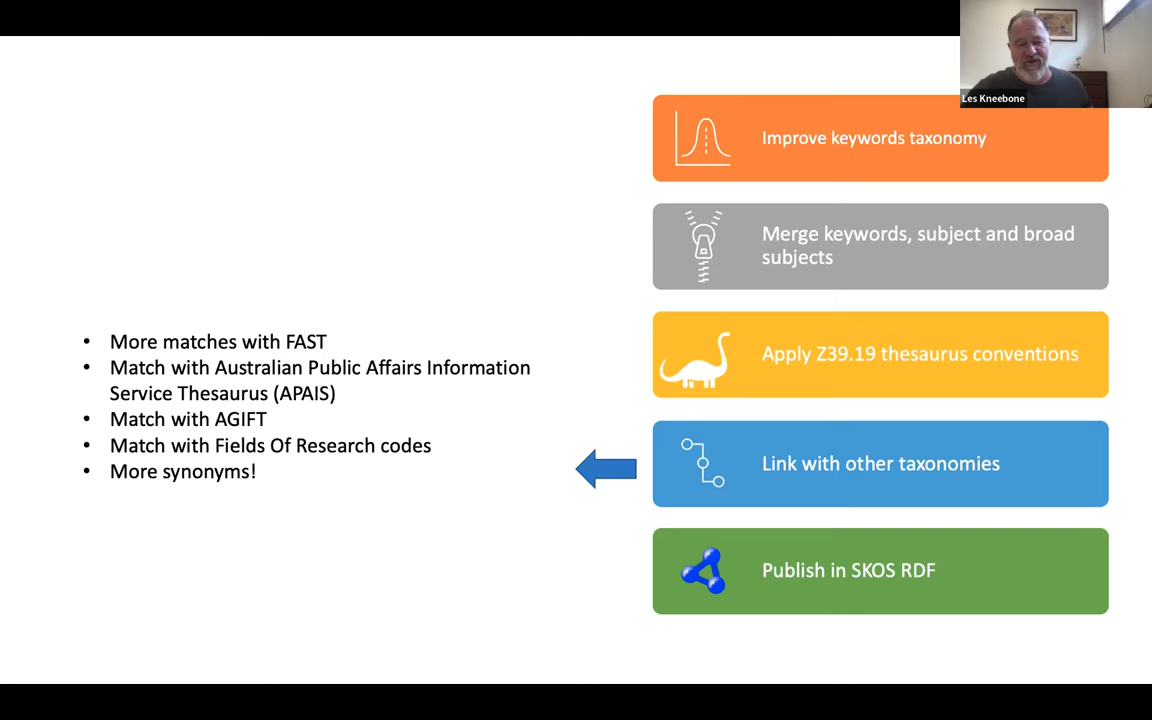 Les Kneebone
Improve keywords taxonomy
Merge keywords, subject and broad
subjects
Apply Z39.19 thesaurus conventions
Link with other taxonomies
Publish in SKOS RDF
• More matches with FAST
• Match with Australian Public Affairs Information
Service Thesaurus (APAIS)
• Match with AGIFT
• Match with Fields Of Research codes
• More synonyms!